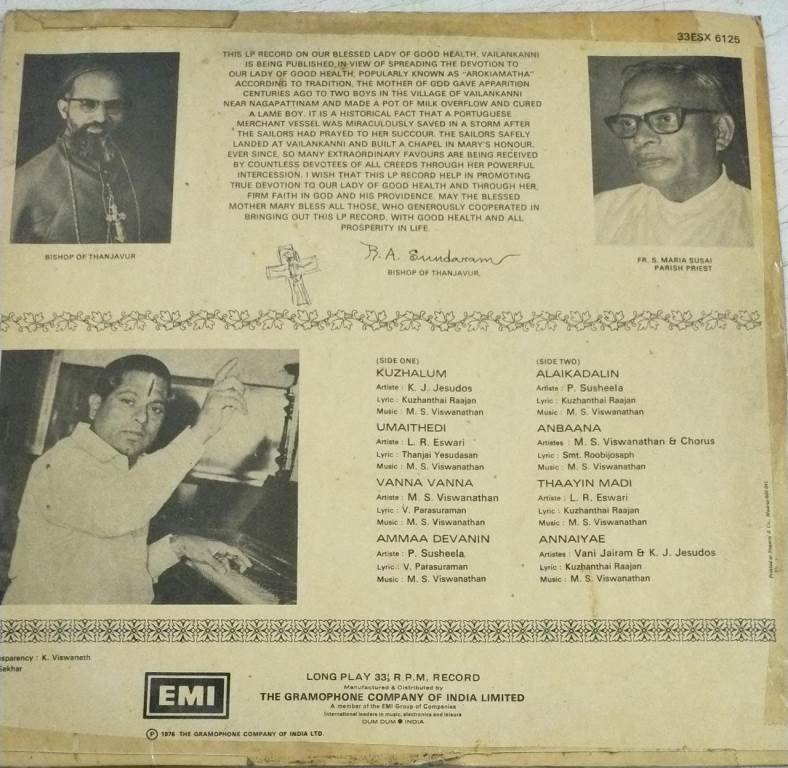 33ESX 6125
THIS LP RECORD ON OUR BLESSED LADY OF GOOD HEALTH, VAILANKANNI
IS BEING PUBLISHED IN VIEW OF SPREADING THE DEVOTION TO
OUR LADY OF GOOD HEALTH, POPULARLY KNOWN AS "AROKIAMATHA"
ACCORDING TO TRADITION, THE MOTHER OF GOD GAVE APPARITION
CENTURIES AGO TO TWO BOYS IN THE VILLAGE OF VAILANKANNI
NEAR NAGAPATTINAM AND MADE A POT OF MILK OVERFLOW AND CURED
A LAME BOY. IT IS A HISTORICAL FACT THAT A PORTUGUESE
MERCHANT VESSEL WAS MIRACULOUSLY SAVED IN A STORM AFTER
THE SAILORS HAD PRAYED TO HER SUCCOUR. THE SAILORS SAFELY
LANDED AT VAILANKANNI AND BUILT A CHAPEL IN MARY'S HONOUR.
EVER SINCE, SO MANY EXTRAORDINARY FAVOURS ARE BEING RECEIVED
BY COUNTLESS DEVOTEES OF ALL CREEDS THROUGH HER POWERFUL
INTERCESSION. I WISH THAT THIS LP RECORD HELP IN PROMOTING
TRUE DEVOTION TO OUR LADY OF GOOD HEALTH AND THROUGH HER,
FIRM FAITH IN GOD AND HIS PROVIDENCE. MAY THE BLESSED
MOTHER MARY BLESS ALL THOSE, WHO GENEROUSLY COOPERATED IN
BRINGING OUT THIS LP RECORD, WITH GOOD HEALTH AND ALL
PROSPERITY IN LIFE.
R. A. Sundaram
BISHOP OF THANJAVUR,
BISHOP OF THANJAVUR
FR. S. MARIA SUSAI
PARISH PRIEST
(SIDE ONE)
KUZHALUM
Artiste : K. J. Jesudos
Lyric : Kuzhanthai Raajan
Music : M. S. Viswanathan
UMAITHEDI
Artiste : L. R. Eswari
Lyric : Thanjai Yesudasan
Music : M. S. Viswanathan
VANNA VANNA
Artiste : M. S. Viswanathan
Lyric : V. Parasuraman
Music : M. S. Viswanathan
AMMAA DEVANIN
Artiste : P. Susheela
Lyric : V. Parasuraman
Music : M. S. Viswanathan
(SIDE TWO)
ALAIKADALIN
Artiste : P. Susheela
Lyric : Kuzhanthai Raajan
Music : M. S. Viswanathan
ANBAANA
Artistes : M. S. Viswanathan & Chorus
Lyric : Smt. Roobijosaph
Music : M. S. Viswanathan
THAAYIN MADI
Artiste : L. R. Eswari
Lyric : Kuzhanthai Raajan
Music : M. S. Viswanathan
ANNAIYAE
Artistes : Vani Jairam & K. J. Jesudos
Lyric : Kuzhanthai Raajan
Music : M. S. Viswanathan
sparency : K. Viswanath
Sekhar
EMI
LONG PLAY 33⅓ R.P.M. RECORD
Manufactured & Distributed by
THE GRAMOPHONE COMPANY OF INDIA LIMITED
A member of the EMI Group of Companies
International leaders in music, electronics and leisure
DUM DUM ● INDIA
Ⓟ 1976 THE GRAMOPHONE COMPANY OF INDIA LTD.